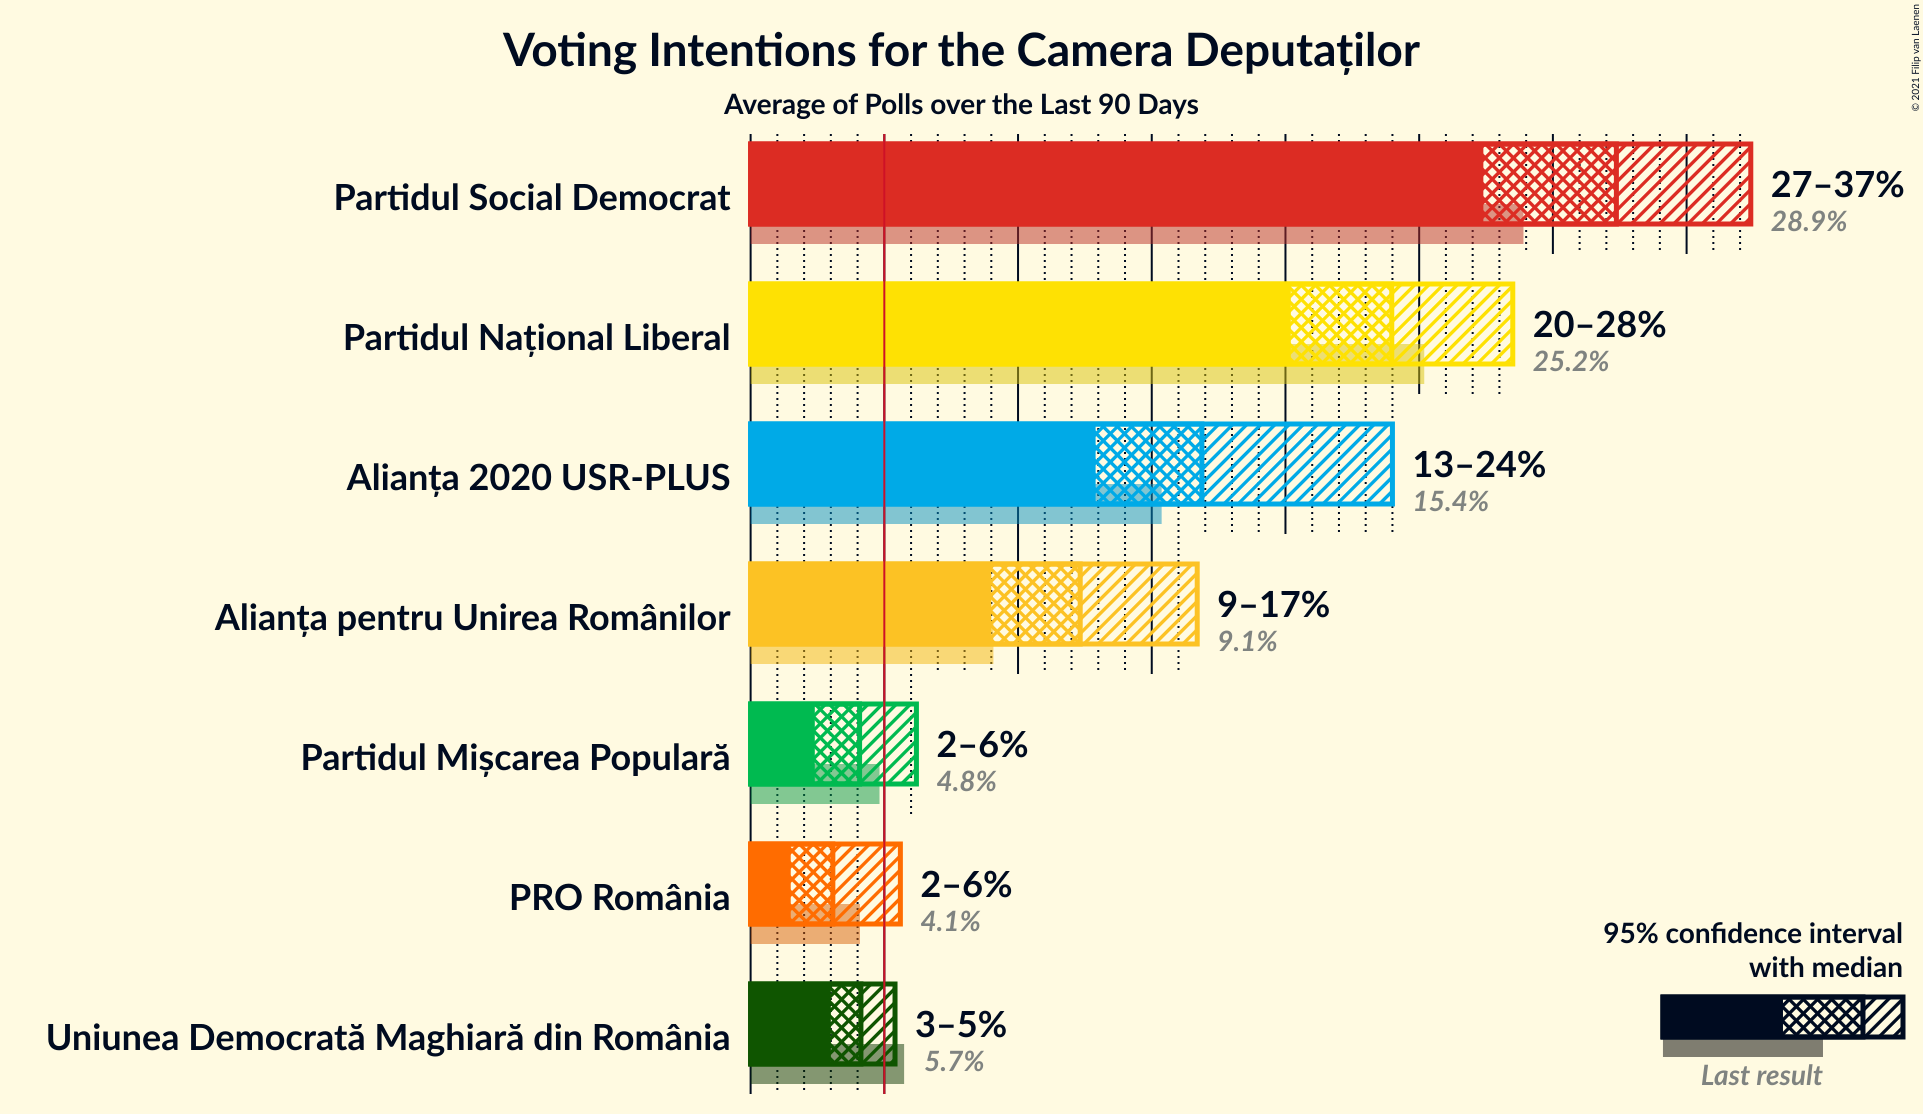 Voting Intentions for the Camera Deputaților
Average of Polls over the Last 90 Days
© 2021 Filip van Laenen
Partidul Social Democrat
27–37%
28.9%
Partidul Național Liberal
20–28%
25.2%
Alianța 2020 USR-PLUS
13–24%
15.4%
Alianța pentru Unirea Românilor
9–17%
9.1%
Partidul Mișcarea Populară
2–6%
4.8%
PRO România
2–6%
4.1%
Uniunea Democrată Maghiară din România
3–5%
5.7%
95% confidence interval
with median
Last result